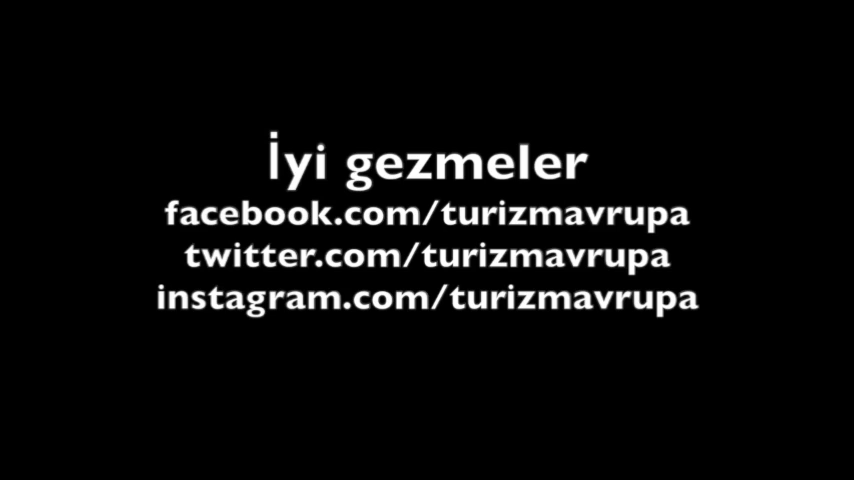 İyi gezmeler
facebook.com/turizmavrupa
twitter.com/turizmavrupa
instagram.com/turizmavrupa